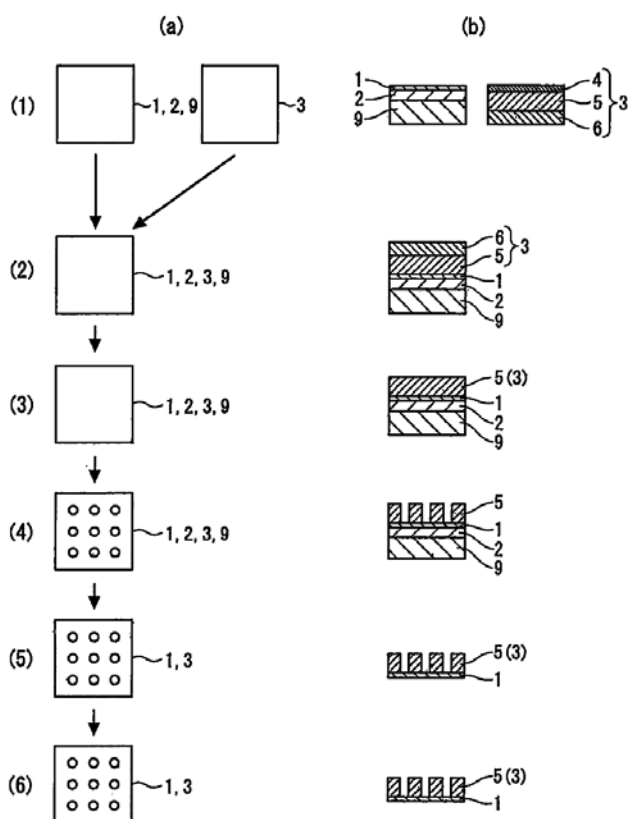 (a) (b)
(1) 1, 2, 9 3 1 2 9 4 5 6 3
(2) 1, 2, 3, 9 6 5 3 1 2 9
(3) 1, 2, 3, 9 5(3) 1 2 9
(4) 1, 2, 3, 9 5 1 2 9
(5) 1, 3 5(3) 1
(6) 1, 3 5(3) 1